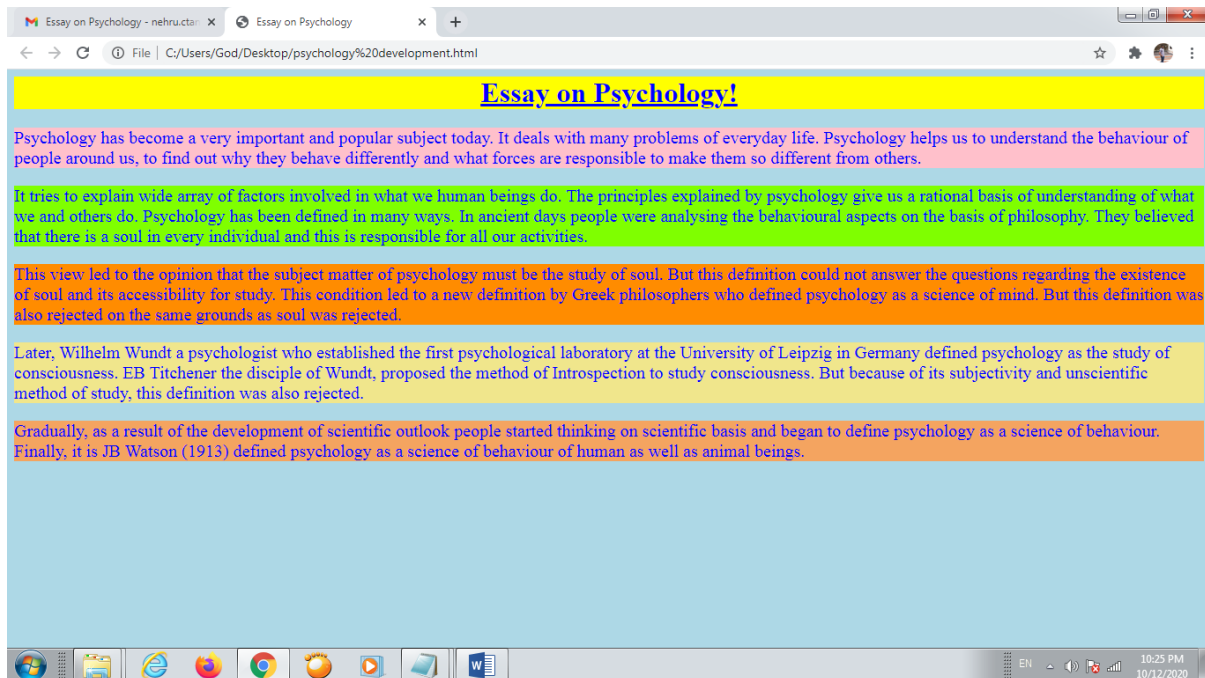 Essay on Psychology - nehru.ctan
Essay on Psychology
File
C:/Users/God/Desktop/psychology%20development.html
Essay on Psychology!
Psychology has become a very important and popular subject today. It deals with many problems of everyday life. Psychology helps us to understand the behaviour of
people around us, to find out why they behave differently and what forces are responsible to make them so different from others.
It tries to explain wide array of factors involved in what we human beings do. The principles explained by psychology give us a rational basis of understanding of what
we and others do. Psychology has been defined in many ways. In ancient days people were analysing the behavioural aspects on the basis of philosophy. They believed
that there is a soul in every individual and this is responsible for all our activities.
This view led to the opinion that the subject matter of psychology must be the study of soul. But this definition could not answer the questions regarding the existence
of soul and its accessibility for study. This condition led to a new definition by Greek philosophers who defined psychology as a science of mind. But this definition was
also rejected on the same grounds as soul was rejected.
Later, Wilhelm Wundt a psychologist who established the first psychological laboratory at the University of Leipzig in Germany defined psychology as the study of
consciousness. EB Titchener the disciple of Wundt, proposed the method of Introspection to study consciousness. But because of its subjectivity and unscientific
method of study, this definition was also rejected.
Gradually, as a result of the development of scientific outlook people started thinking on scientific basis and began to define psychology as a science of behaviour.
Finally, it is JB Watson (1913) defined psychology as a science of behaviour of human as well as animal beings.
EN
10:25 PM
10/12/2020